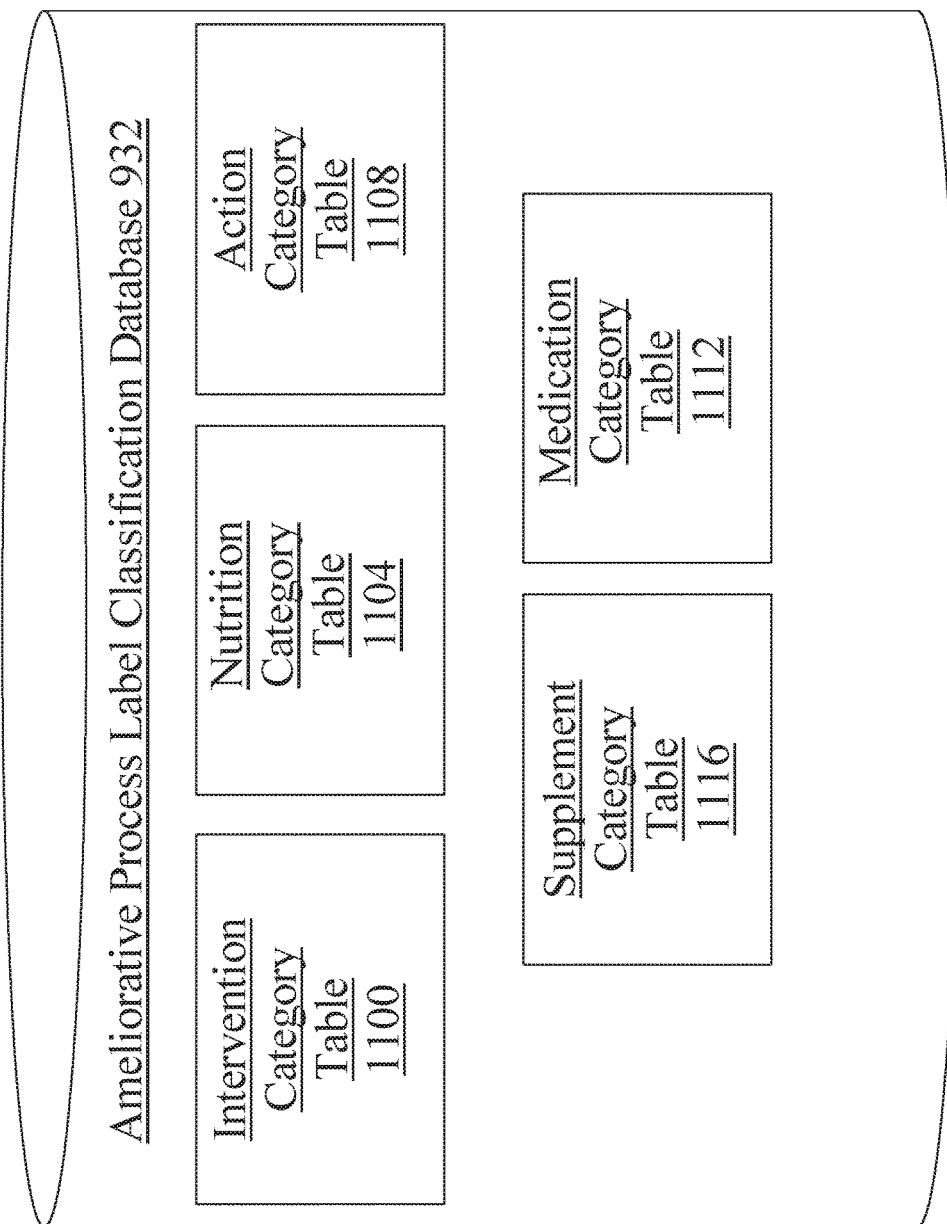 Ameliorative Process Label Classification Database 932
Intervention
Category
Table
1100
Nutrition
Category
Table
1104
Action
Category
Table
1108
Supplement
Category
Table
1116
Medication
Category
Table
1112